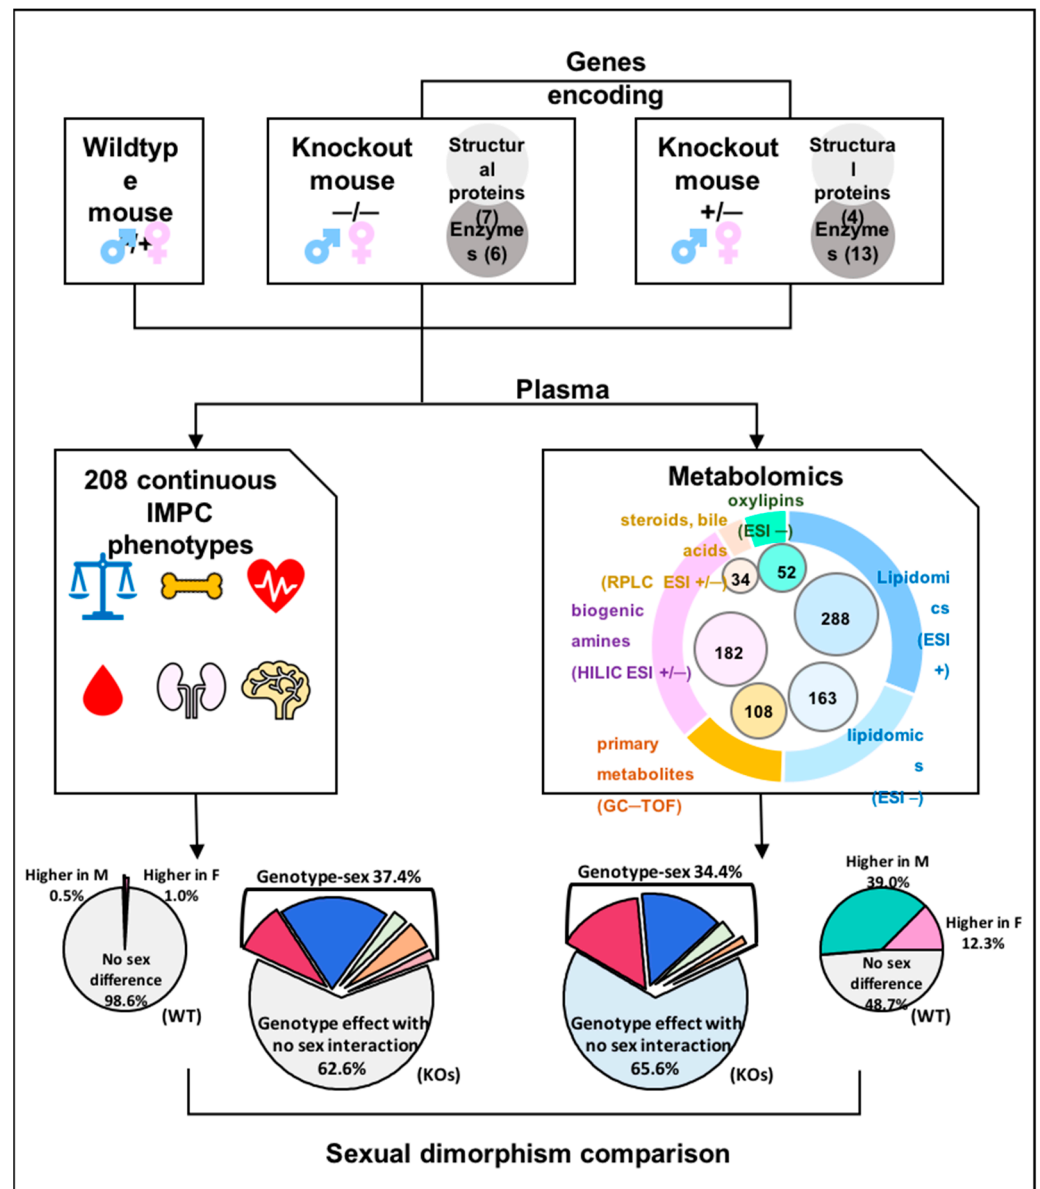 Genes
encoding
Wildtyp
e
mouse
+/+
Knockout
mouse
—/—
Structur
al
proteins
(7)
Enzyme
s (6)
Knockout
mouse
+/—
Structura
l
proteins
(4)
Enzyme
s (13)
Plasma
208 continuous
IMPC
phenotypes
Metabolomics
oxylipins
(ESI —)
steroids, bile
acids
(RPLC ESI +/—)
34
52
288
182
163
108
Lipidomi
cs
(ESI
+)
biogenic
amines
(HILIC ESI +/—)
primary
metabolites
(GC—TOF)
lipidomic
s
(ESI –)
Higher in M
0.5%
Higher in F
1.0%
No sex
difference
98.6%
(WT)
Genotype-sex 37.4%
Genotype effect with
no sex interaction
62.6%
(KOs)
Genotype-sex 34.4%
Genotype effect with
no sex interaction
65.6%
(KOs)
Higher in M
39.0%
Higher in F
12.3%
No sex
difference
48.7%
(WT)
Sexual dimorphism comparison